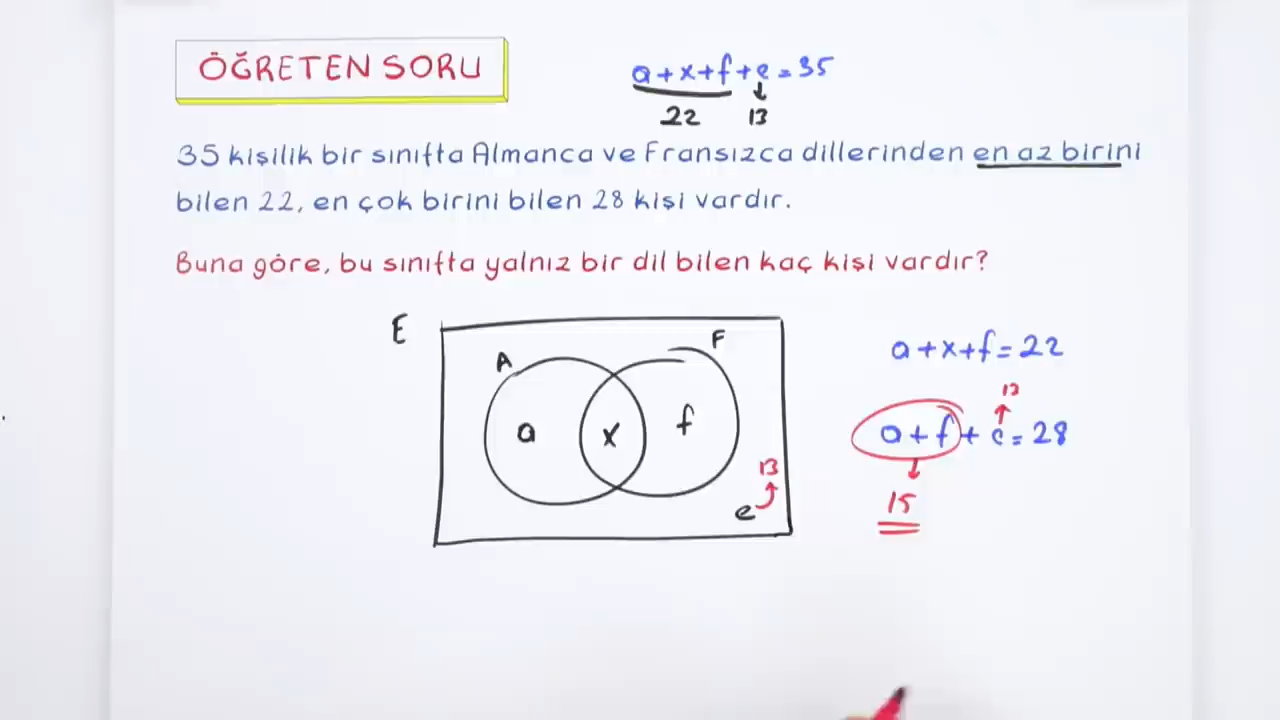 ÖĞRETEN SORU
a+x+f+e=35
22 13
35 kişilik bir sınıfta Almanca ve Fransızca dillerinden en az birini
bilen 22, en çok birini bilen 28 kişi vardır.
Buna göre, bu sınıfta yalnız bir dil bilen kaç kişi vardır?
E
A F
a x f
13
e
a+x+f=22
13
a+f+e=28
15